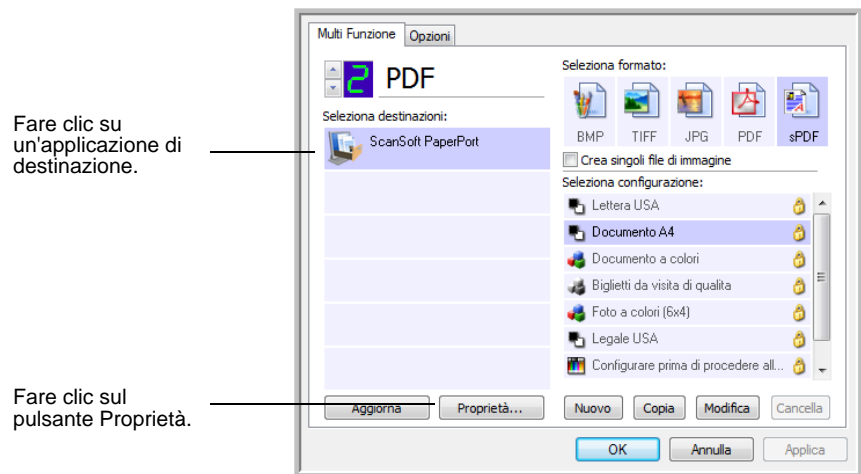 Multi Funzione
Opzioni
2 PDF
Seleziona destinazioni:
ScanSoft PaperPort
Seleziona formato:
BMP TIFF JPG PDF sPDF
Crea singoli file di immagine
Seleziona configurazione:
Lettera USA
Documento A4
Documento a colori
Biglietti da visita di qualita
Foto a colori (6x4)
Legale USA
Configurare prima di procedere all...
Fare clic su
un'applicazione di
destinazione.
Fare clic sul
pulsante Proprietà.
Aggiorna Proprietà... Nuovo Copia Modifica Cancella
OK Annulla Applica